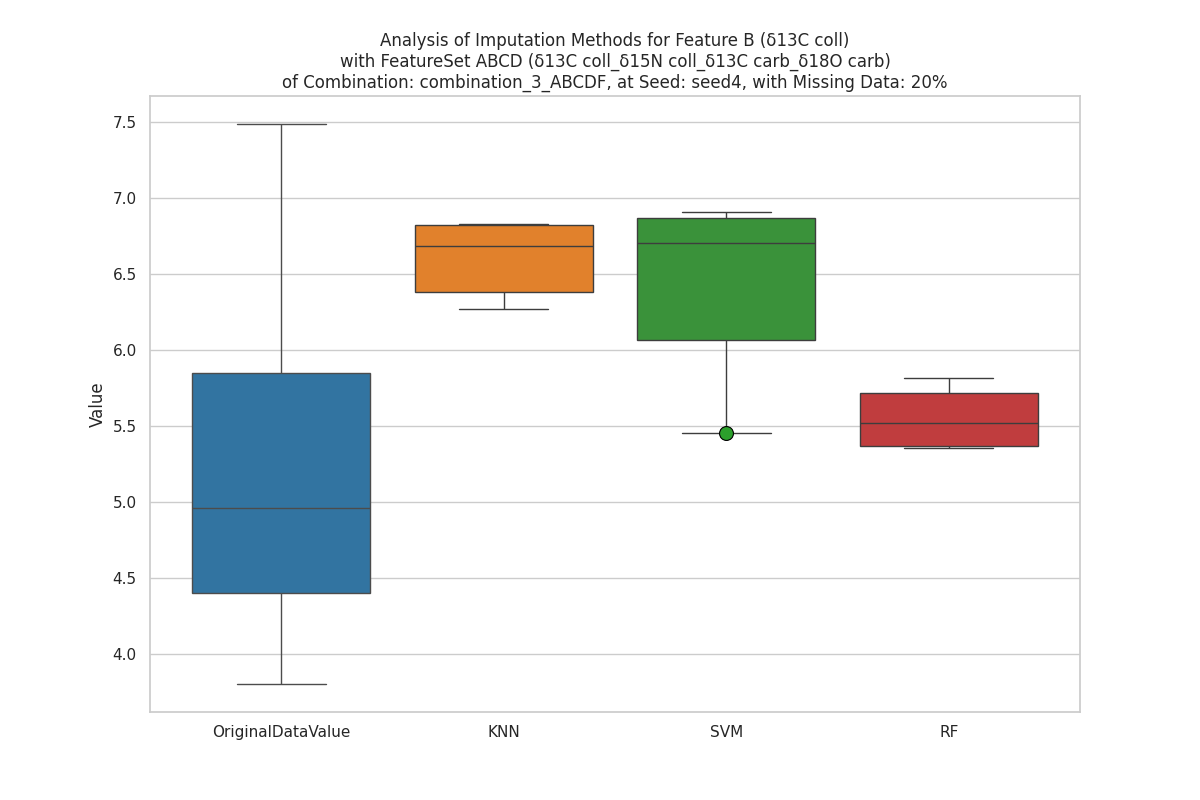 Analysis of Imputation Methods for Feature B (δ13C coll)
with FeatureSet ABCD (δ13C coll_δ15N coll_δ13C carb_δ18O carb)
of Combination: combination_3_ABCDF, at Seed: seed4, with Missing Data: 20%
7.5
7.0
6.5
6.0
5.5
5.0
4.5
4.0
Value
OriginalDataValue
KNN
SVM
RF